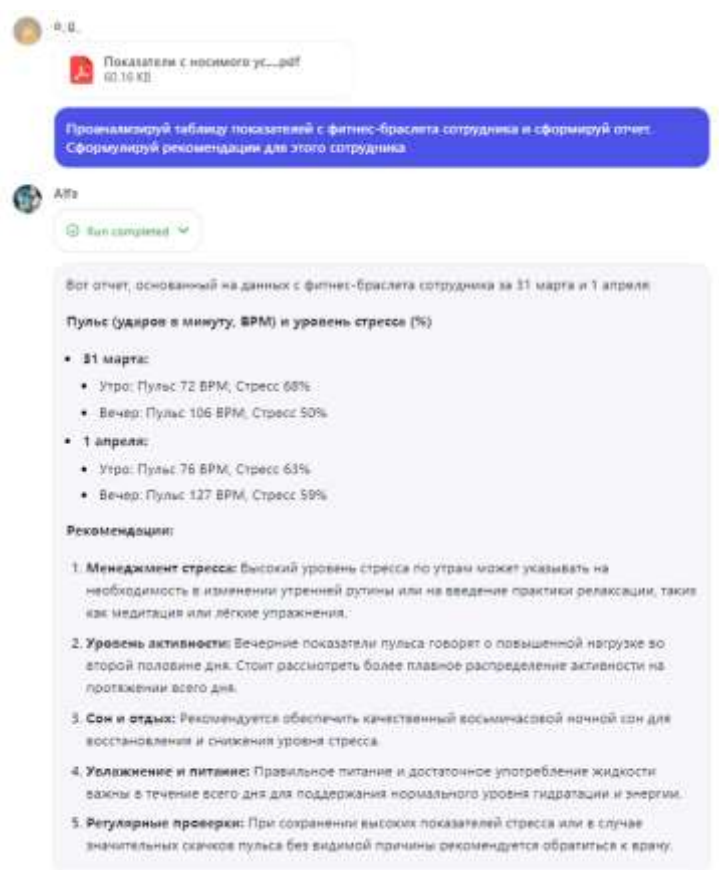 Показатели с носимого ус....pdf
60.16 KB
Проанализируй таблицу показателей с фитнес-браслета сотрудника и сформируй отчет.
Сформулируй рекомендации для этого сотрудника
Alfa
Run completed
Вот отчет, основанный на данных с фитнес-браслета сотрудника за 31 марта и 1 апреля
Пульс (ударов в минуту, BPM) и уровень стресса (%)
• 31 марта:
• Утро: Пульс 72 BPM, Стресс 68%
• Вечер: Пульс 106 BPM, Стресс 50%
• 1 апреля:
• Утро: Пульс 76 BPM, Стресс 63%
• Вечер: Пульс 127 BPM, Стресс 59%
Рекомендации:
1. Менеджмент стресса: Высокий уровень стресса по утрам может указывать на
необходимость в изменении утренней рутины или на введение практики релаксации, таких
как медитация или лёгкие упражнения.
2. Уровень активности: Вечерние показатели пульса говорят о повышенной нагрузке во
второй половине дня. Стоит рассмотреть более плавное распределение активности на
протяжении всего дня.
3. Сон и отдых: Рекомендуется обеспечить качественный восьмичасовой ночной сон для
восстановления и снижения уровня стресса.
4. Увлажнение и питание: Правильное питание и достаточное употребление жидкости
важны в течение всего дня для поддержания нормального уровня гидратации и энергии.
5. Регулярные проверки: При сохранении высоких показателей стресса или в случае
значительных скачков пульса без видимой причины рекомендуется обратиться к врачу.